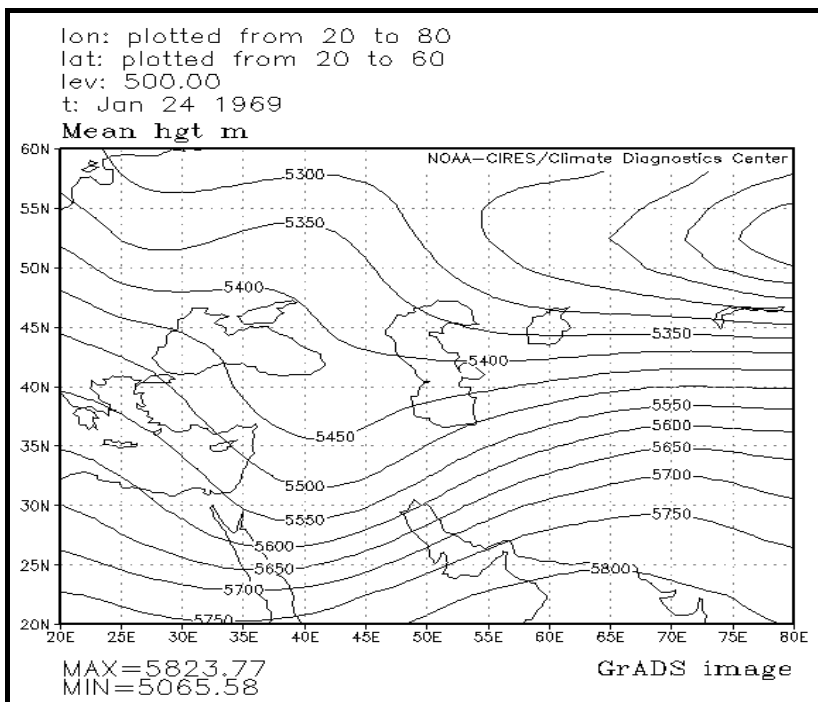 lon: plotted from 20 to 80
lat: plotted from 20 to 60
lev: 500.00
t: Jan 24 1969
Mean hgt m
NOAA-CIRES/Climate Diagnostics Center
60N
55N
50N
45N
40N
35N
30N
25N
20N
5300
5350
5400
5350
5400
5450
5500
5550
5600
5650
5700
5750
5550
5600
5650
5700
5750
5800
20E 25E 30E 35E 40E 45E 50E 55E 60E 65E 70E 75E 80E
MAX=5823.77
MIN=5065.58
GrADS image